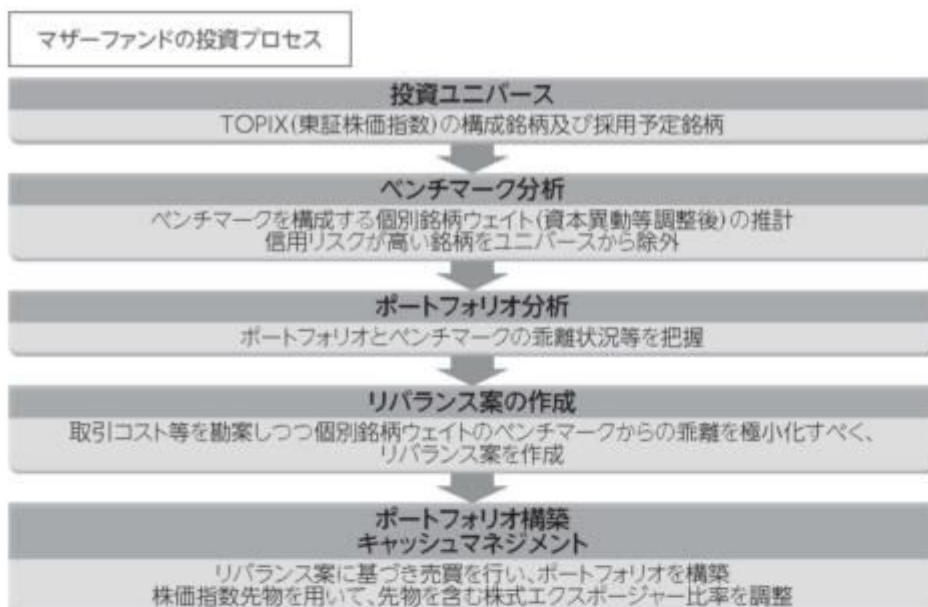 マザーファンドの投資プロセス
投資ユニバース
TOPIX(東証株価指数)の構成銘柄及び採用予定銘柄
ベンチマーク分析
ベンチマークを構成する個別銘柄ウェイト(資本異動等調整後)の推計
信用リスクが高い銘柄をユニバースから除外
ポートフォリオ分析
ポートフォリオとベンチマークの乖離状況等を把握
リバランス案の作成
取引コスト等を勘案しつつ個別銘柄ウェイトのベンチマークからの乖離を極小化すべく、
リバランス案を作成
ポートフォリオ構築
キャッシュマネジメント
リバランス案に基づき売買を行い、ポートフォリオを構築
株価指数先物を用いて、先物を含む株式エクスポージャー比率を調整